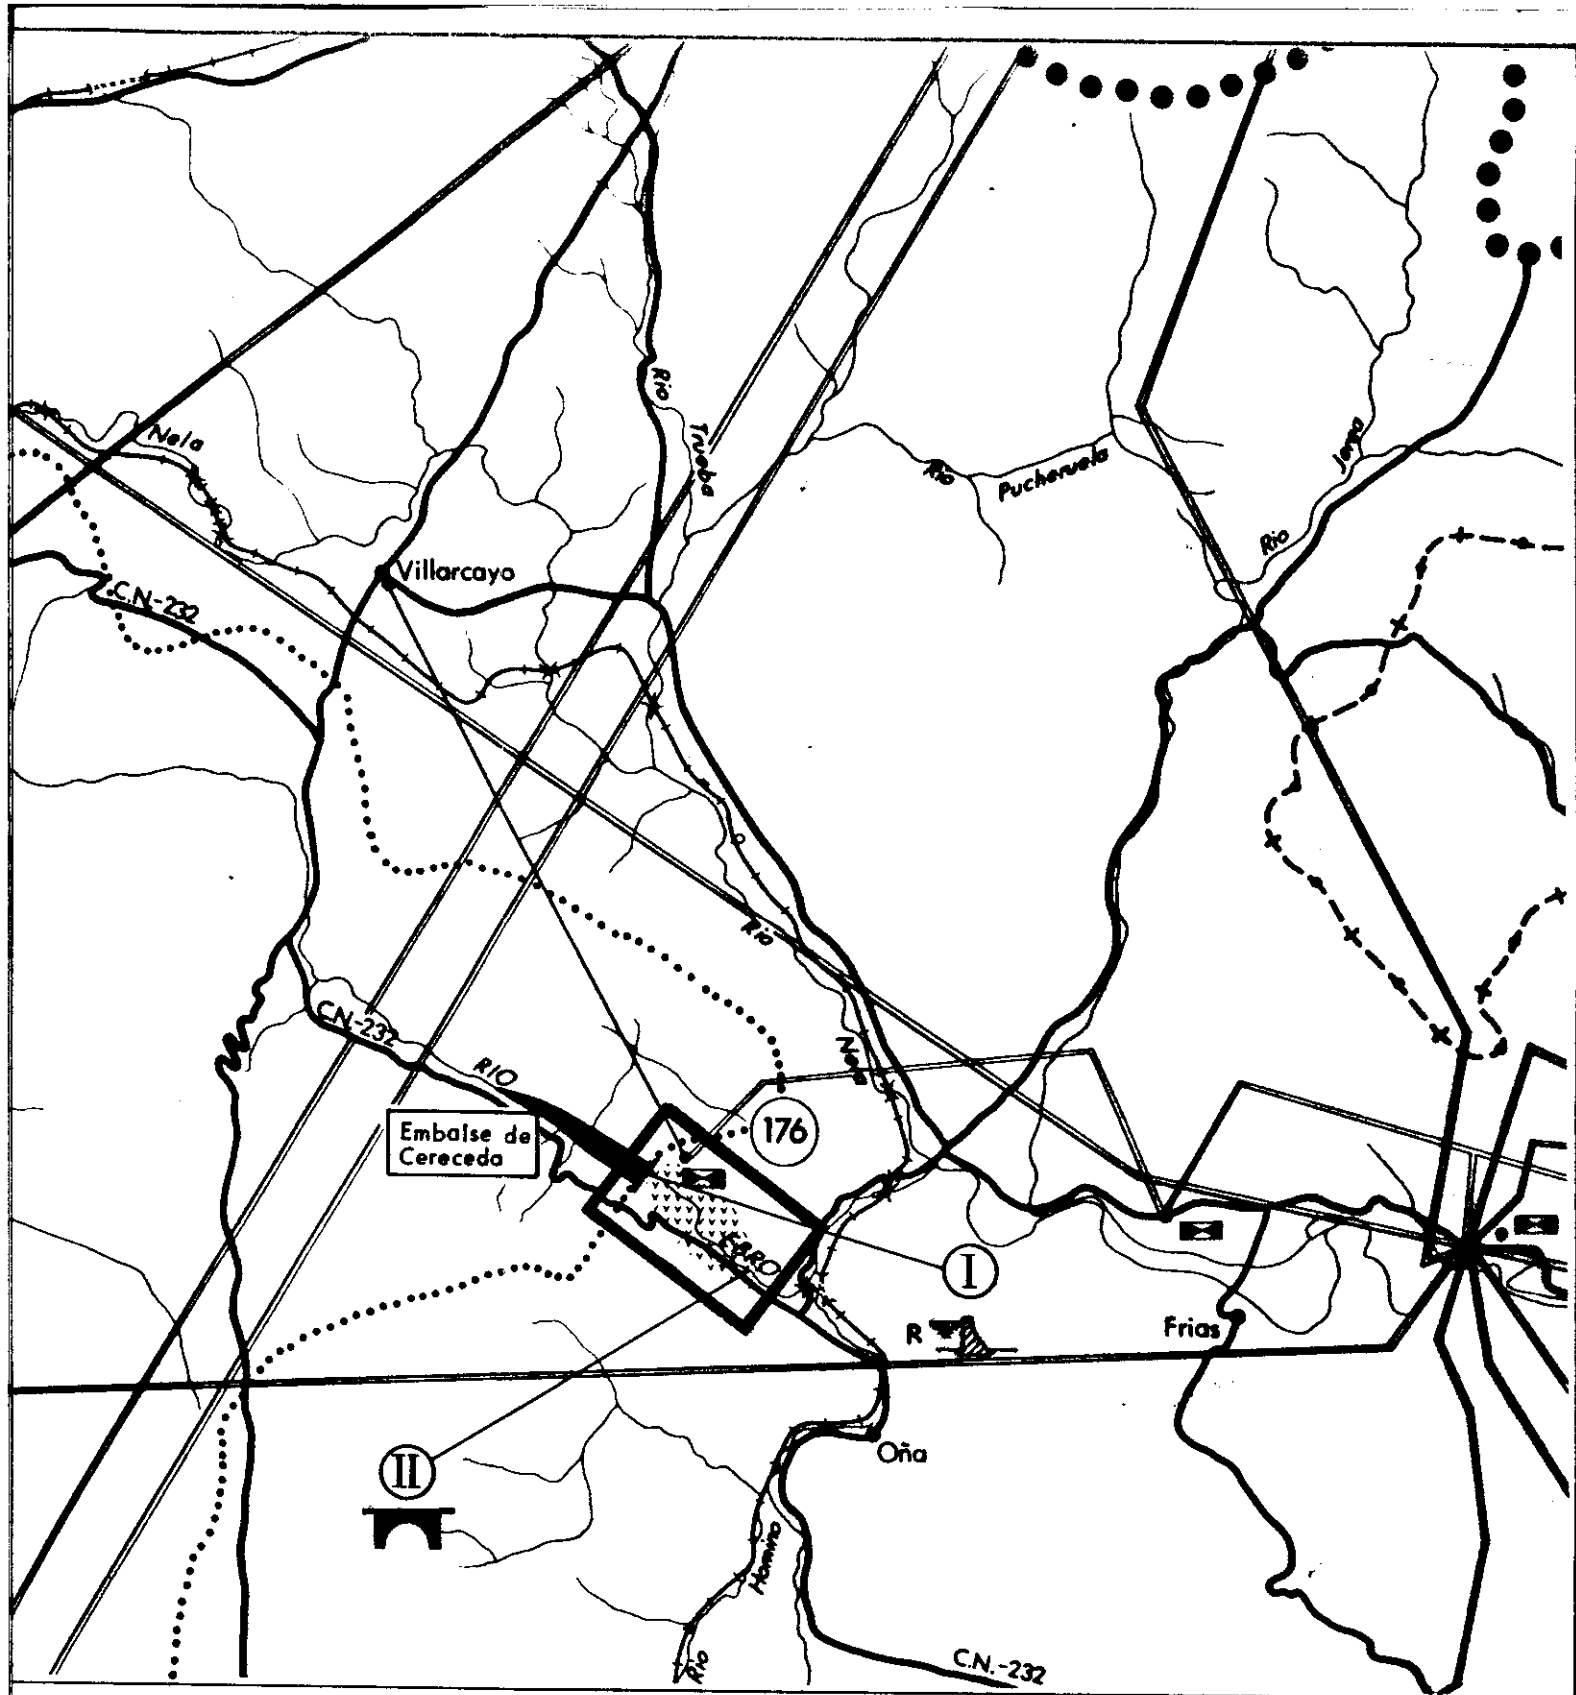 Nela
Rio
Trueba
Rio
Pucheruela
Jerea
Rio
Villarcayo
C.N.-232
Rio
Nela
C.N.-232
RIO
Embalse de
Cereceda
176
EBRO
I
R
Frias
II
Oña
Homino
Rio
C.N.-232